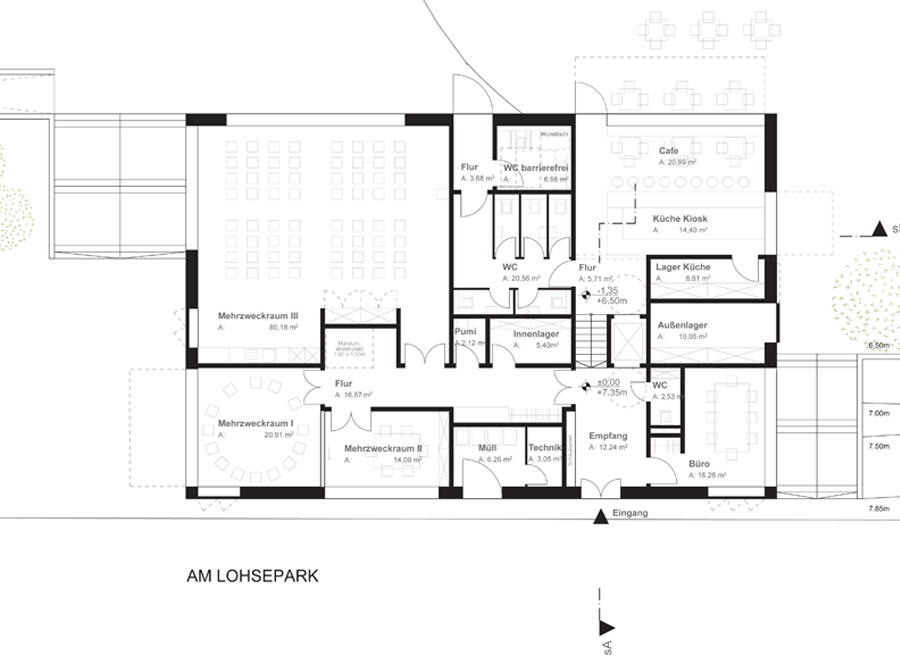 Wickeltisch
Flur
A: 3,68 m²
WC barrierefrei
A: 6,95 m²
Cafe
A: 20,99 m²
Küche Kiosk
A: 14,40 m²
WC
A: 20,56 m²
Flur
A: 5,71 m²
Lager Küche
A: 6,61 m²
-1,35
+6,50m
Mehrzweckraum III
A: 80,18 m²
Pumi
A: 2,12 m²
Innenlager
A: 5,40m²
Außenlager
A: 10,05 m²
6.50m
Rollstuhl-
abstellplatz
Flur
A: 16,57 m²
±0,00
+7,35m
WC
A: 2,53 m²
7.00m
Mehrzweckraum I
A: 20,91 m²
Mehrzweckraum II
A: 14,09 m²
Müll
A: 6,26 m²
Technik
A: 3,05 m²
Empfang
A: 12,24 m²
Büro
A: 16,26 m²
7.50m
7.85m
Eingang
AM LOHSEPARK
sA